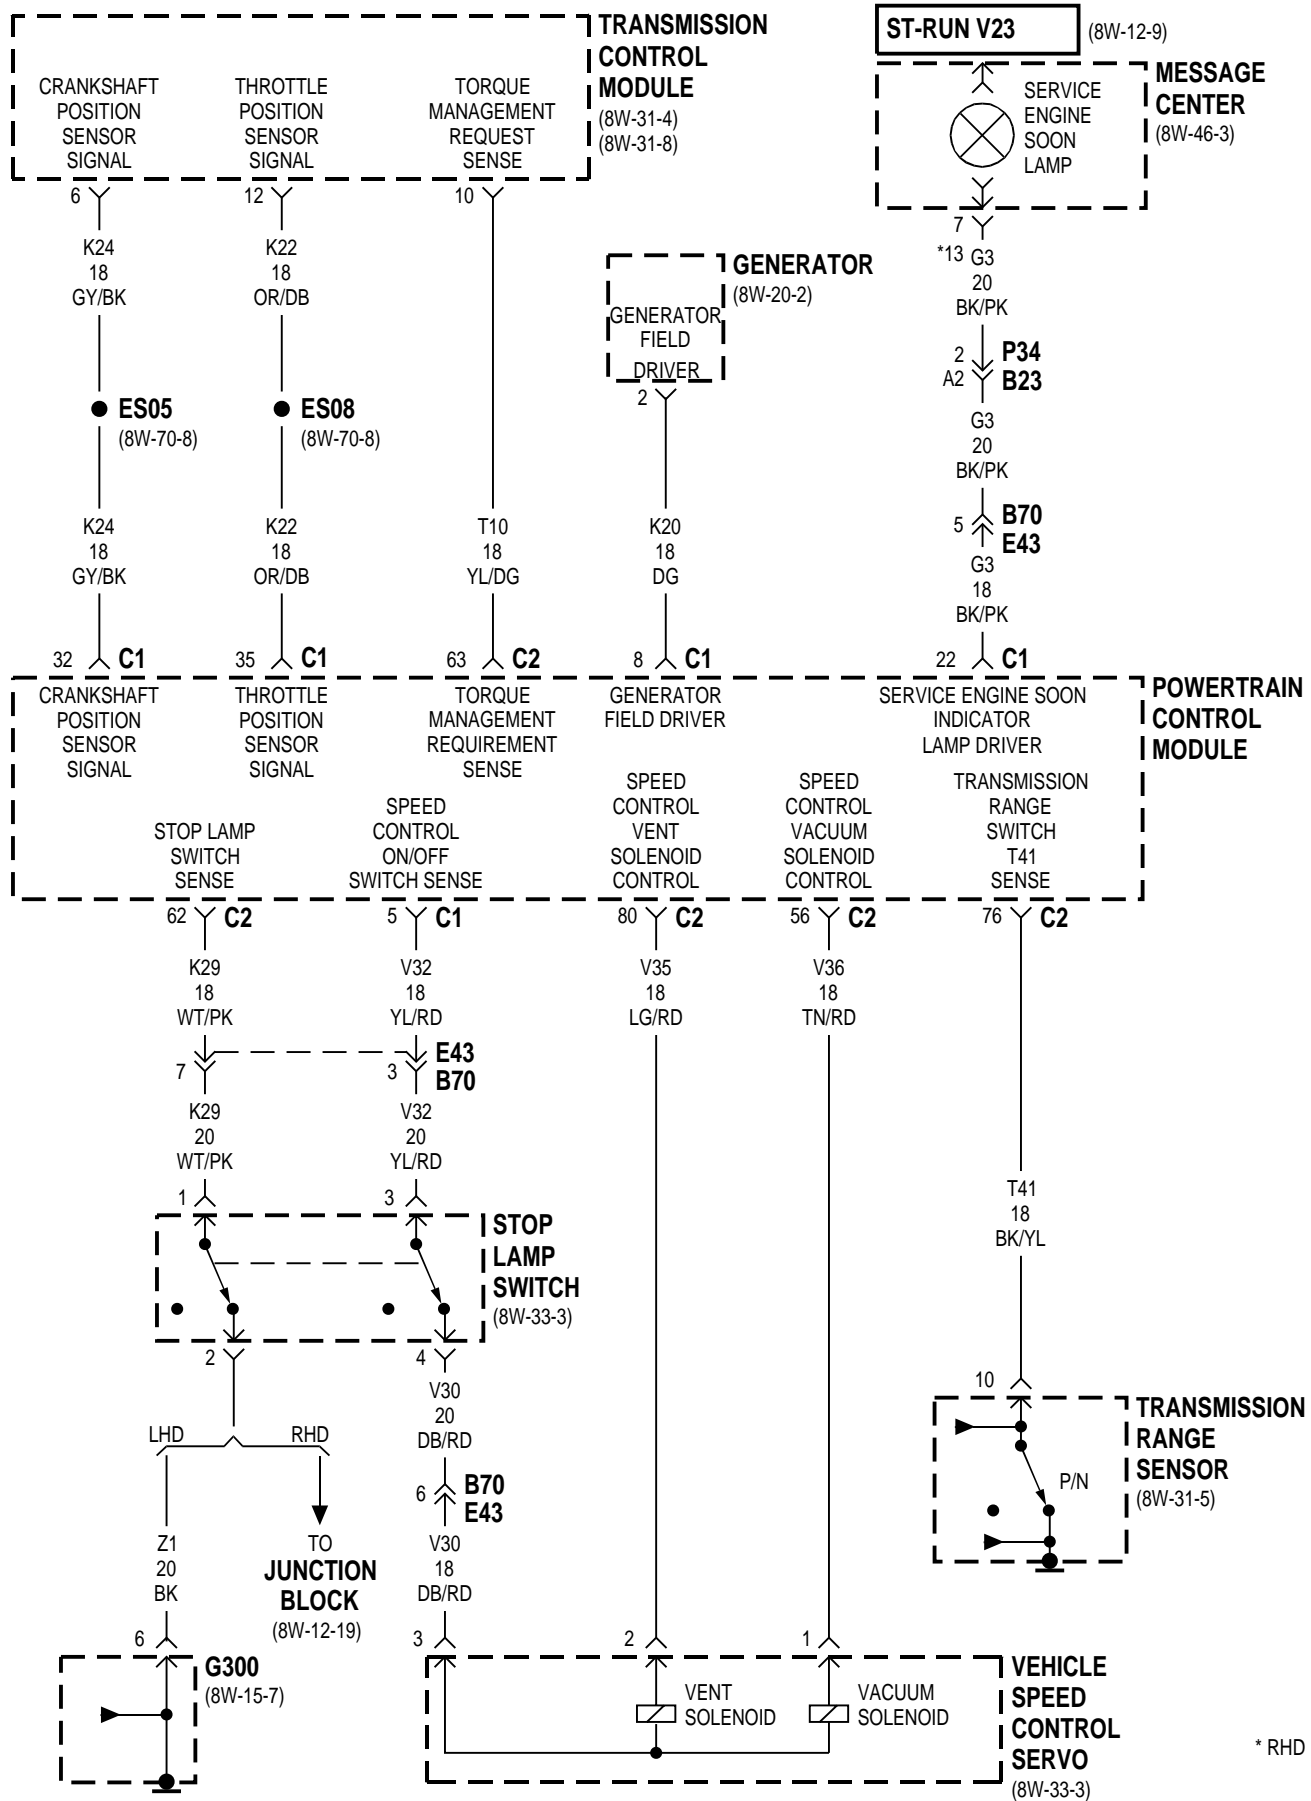 TRANSMISSION
CONTROL
MODULE
(8W-31-4)
(8W-31-8)
CRANKSHAFT
POSITION
SENSOR
SIGNAL
THROTTLE
POSITION
SENSOR
SIGNAL
TORQUE
MANAGEMENT
REQUEST
SENSE
ST-RUN V23
(8W-12-9)
MESSAGE
CENTER
(8W-46-3)
SERVICE
ENGINE
SOON
LAMP
6
12
10
7
*13
K24
18
GY/BK
K22
18
OR/DB
G3
20
BK/PK
GENERATOR
(8W-20-2)
GENERATOR
FIELD
DRIVER
2
2
A2
P34
B23
ES05
(8W-70-8)
ES08
(8W-70-8)
G3
20
BK/PK
5
B70
E43
K24
18
GY/BK
K22
18
OR/DB
T10
18
YL/DG
K20
18
DG
G3
18
BK/PK
32
C1
35
C1
63
C2
8
C1
22
C1
CRANKSHAFT
POSITION
SENSOR
SIGNAL
THROTTLE
POSITION
SENSOR
SIGNAL
TORQUE
MANAGEMENT
REQUIREMENT
SENSE
GENERATOR
FIELD DRIVER
SERVICE ENGINE SOON
INDICATOR
LAMP DRIVER
POWERTRAIN
CONTROL
MODULE
STOP LAMP
SWITCH
SENSE
SPEED
CONTROL
ON/OFF
SWITCH SENSE
SPEED
CONTROL
VENT
SOLENOID
CONTROL
SPEED
CONTROL
VACUUM
SOLENOID
CONTROL
TRANSMISSION
RANGE
SWITCH
T41
SENSE
62
C2
5
C1
80
C2
56
C2
76
C2
K29
18
WT/PK
V32
18
YL/RD
V35
18
LG/RD
V36
18
TN/RD
7
3
E43
B70
K29
20
WT/PK
V32
20
YL/RD
T41
18
BK/YL
1
3
STOP
LAMP
SWITCH
(8W-33-3)
2
4
V30
20
DB/RD
LHD
RHD
6
B70
E43
10
TRANSMISSION
RANGE
SENSOR
(8W-31-5)
P/N
Z1
20
BK
TO
JUNCTION
BLOCK
(8W-12-19)
V30
18
DB/RD
6
3
2
1
G300
(8W-15-7)
VENT
SOLENOID
VACUUM
SOLENOID
VEHICLE
SPEED
CONTROL
SERVO
(8W-33-3)
* RHD